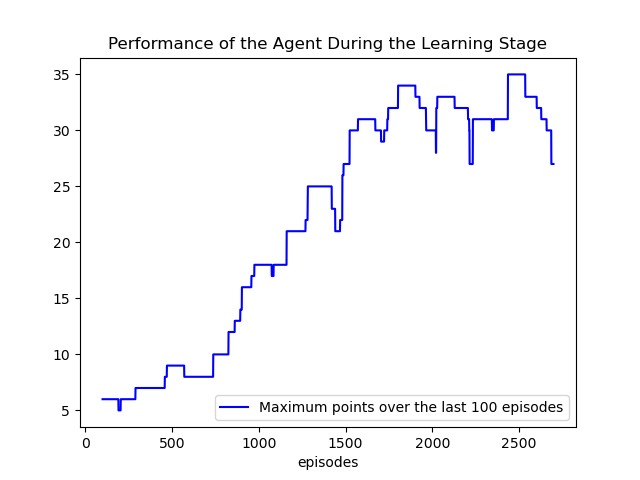 Performance of the Agent During the Learning Stage
35
30
25
20
15
10
5
Maximum points over the last 100 episodes
0 500 1000 1500 2000 2500
episodes